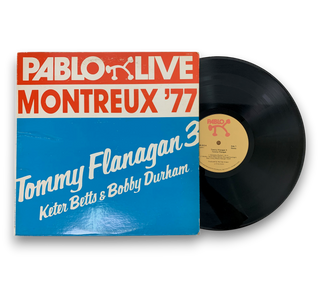 PABLO LIVE
MONTREUX '77
Tommy Flanagan 3
Keter Betts & Bobby Durham